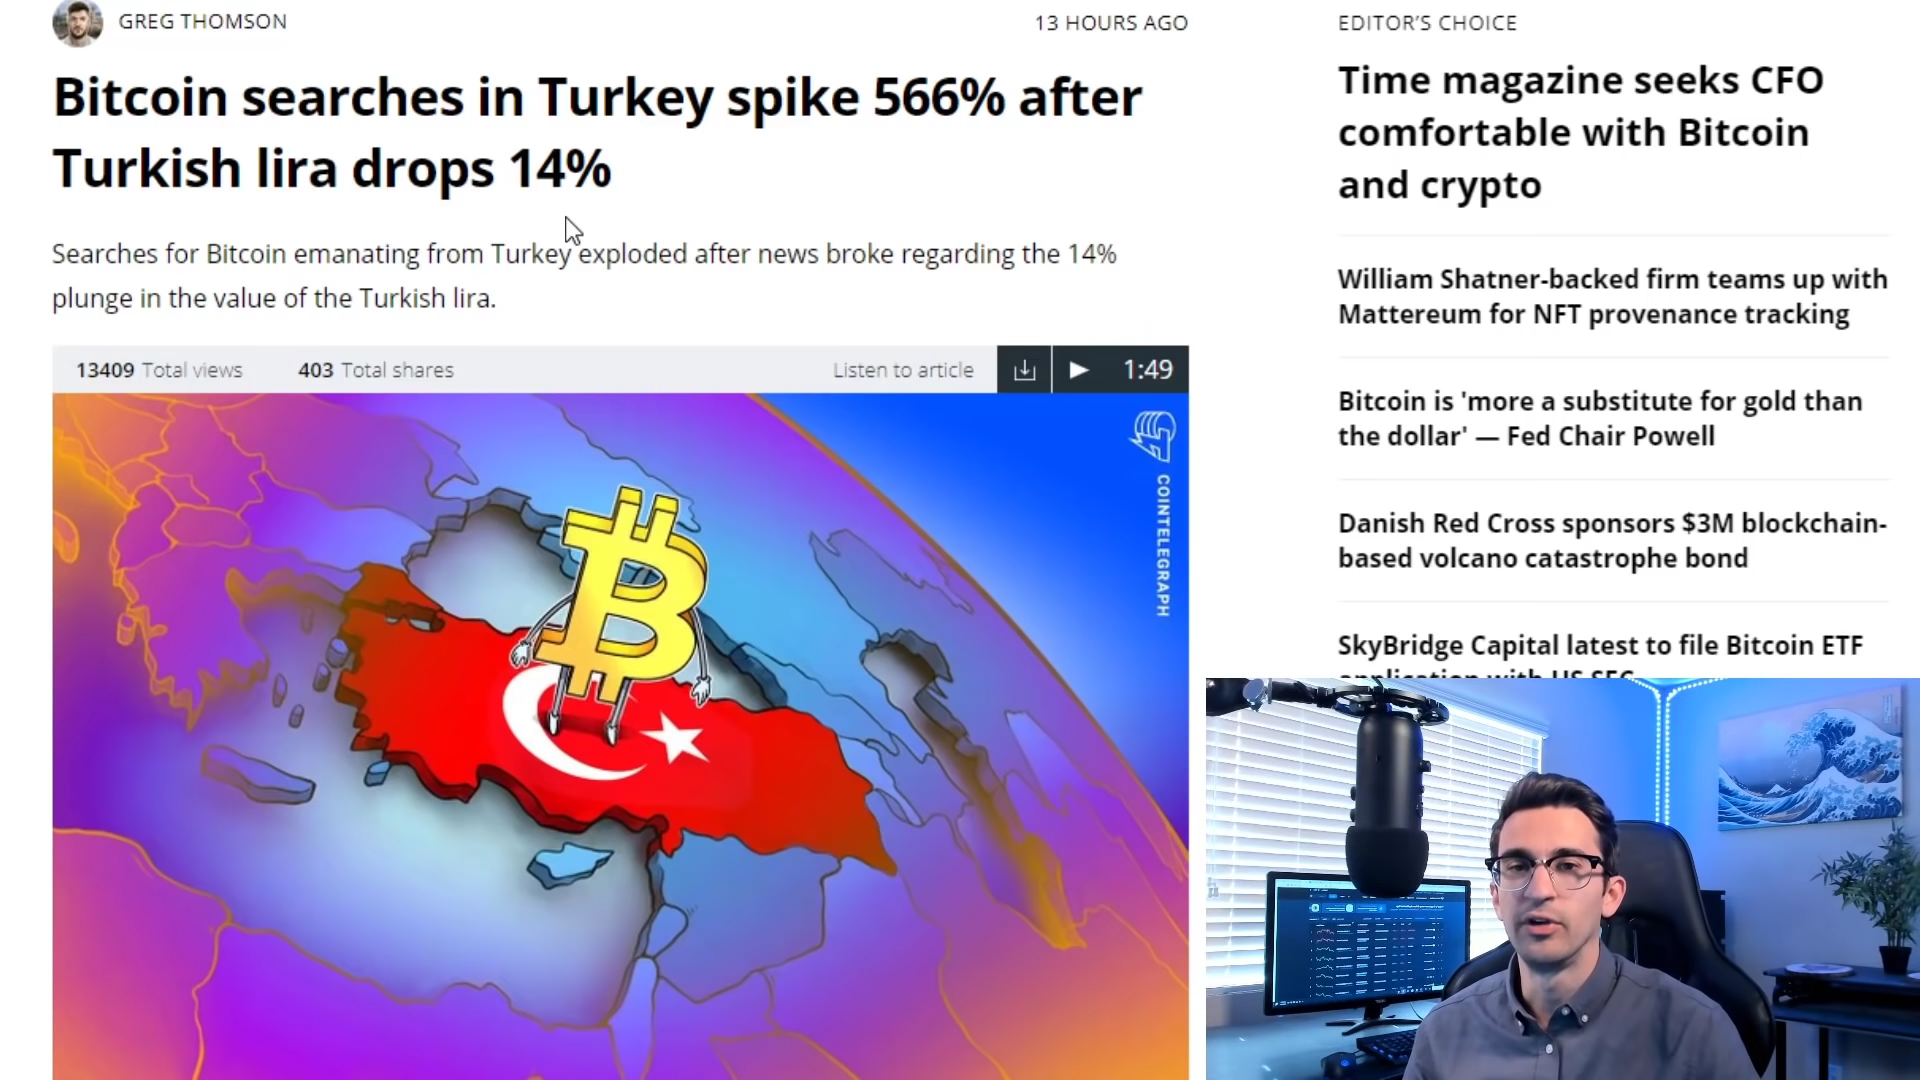 GREG THOMSON
13 HOURS AGO
Bitcoin searches in Turkey spike 566% after
Turkish lira drops 14%
Searches for Bitcoin emanating from Turkey exploded after news broke regarding the 14%
plunge in the value of the Turkish lira.
13409 Total views
403 Total shares
Listen to article
1:49
COINTELEGRAPH
EDITOR’S CHOICE
Time magazine seeks CFO
comfortable with Bitcoin
and crypto
William Shatner-backed firm teams up with
Mattereum for NFT provenance tracking
Bitcoin is 'more a substitute for gold than
the dollar' — Fed Chair Powell
Danish Red Cross sponsors $3M blockchain-
based volcano catastrophe bond
SkyBridge Capital latest to file Bitcoin ETF
application with US SEC